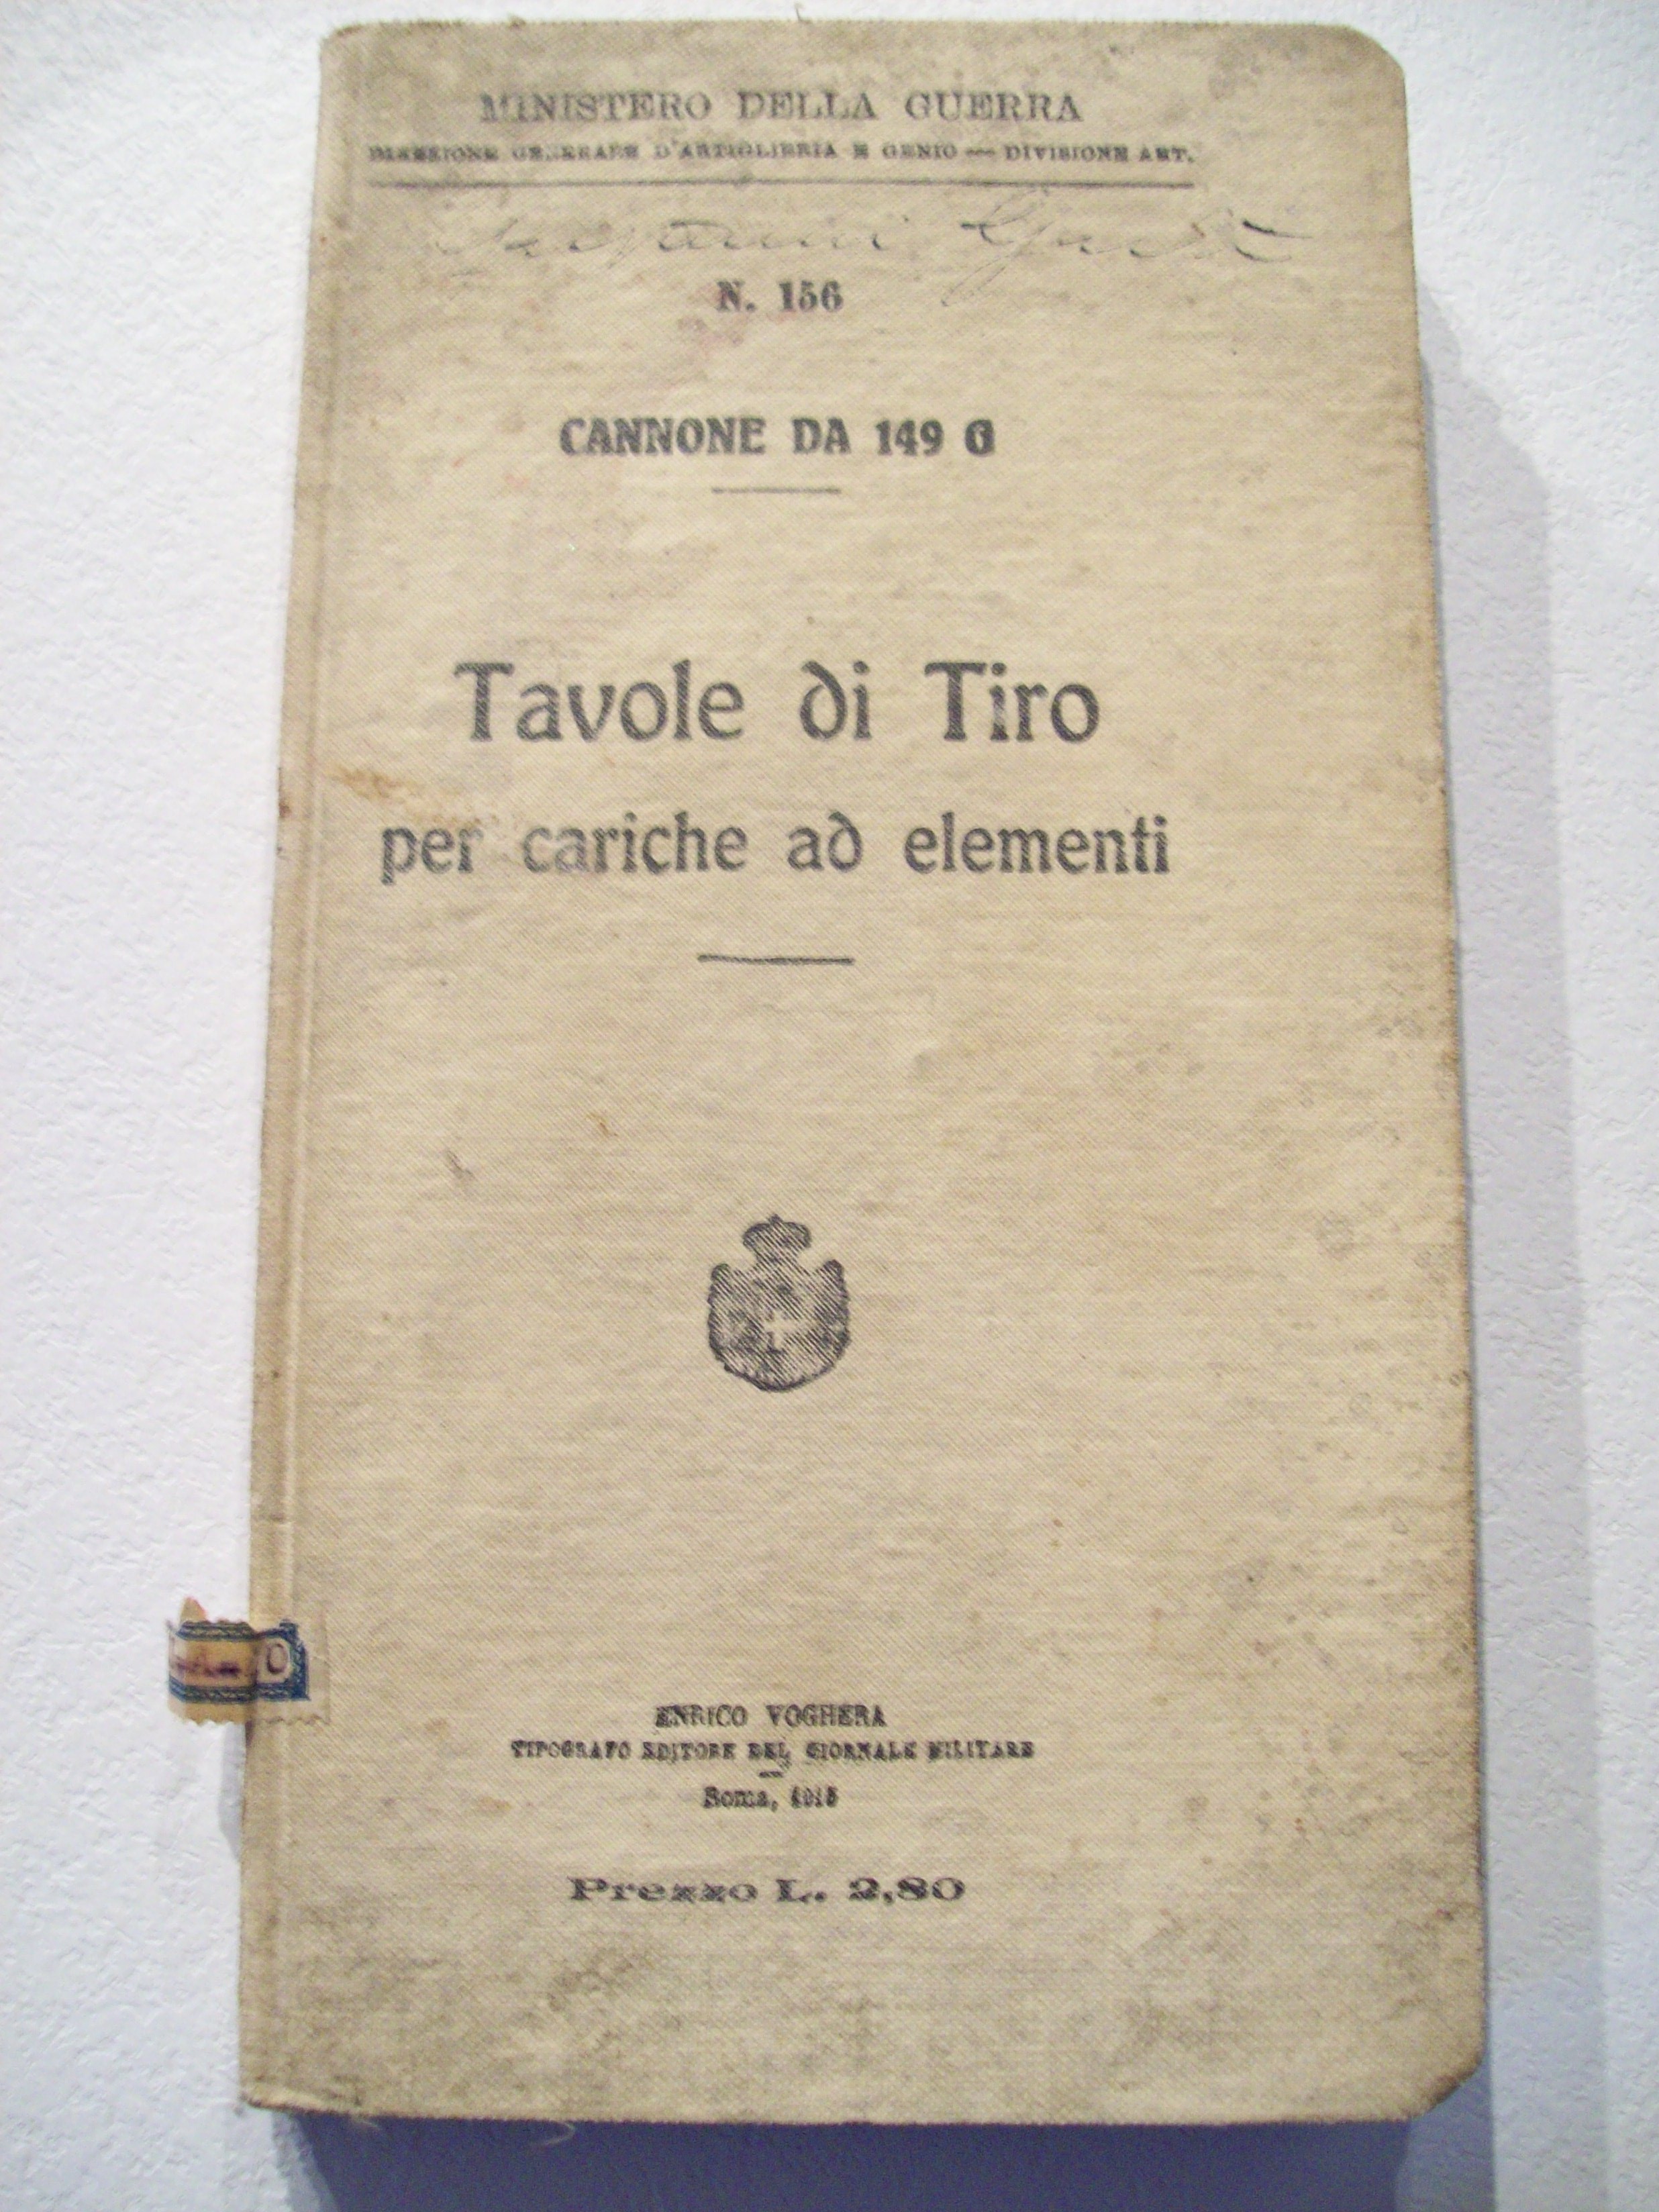 MINISTERO DELLA GUERRA
DIREZIONE GENERALE D'ARTIGLIERIA E GENIO — DIVISIONE ART.
N. 156
CANNONE DA 149 G
Tavole di Tiro
per cariche ad elementi
ENRICO VOGHERA
TIPOGRAFO EDITORE DEL GIORNALE MILITARE
Roma, 1915
Prezzo L. 2,80